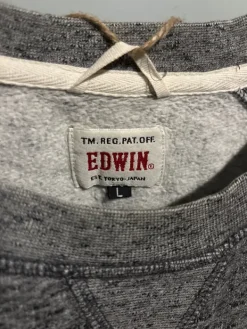 TM.REG.PAT.OFF.
EDWIN®
EST. TOKYO-JAPAN
L